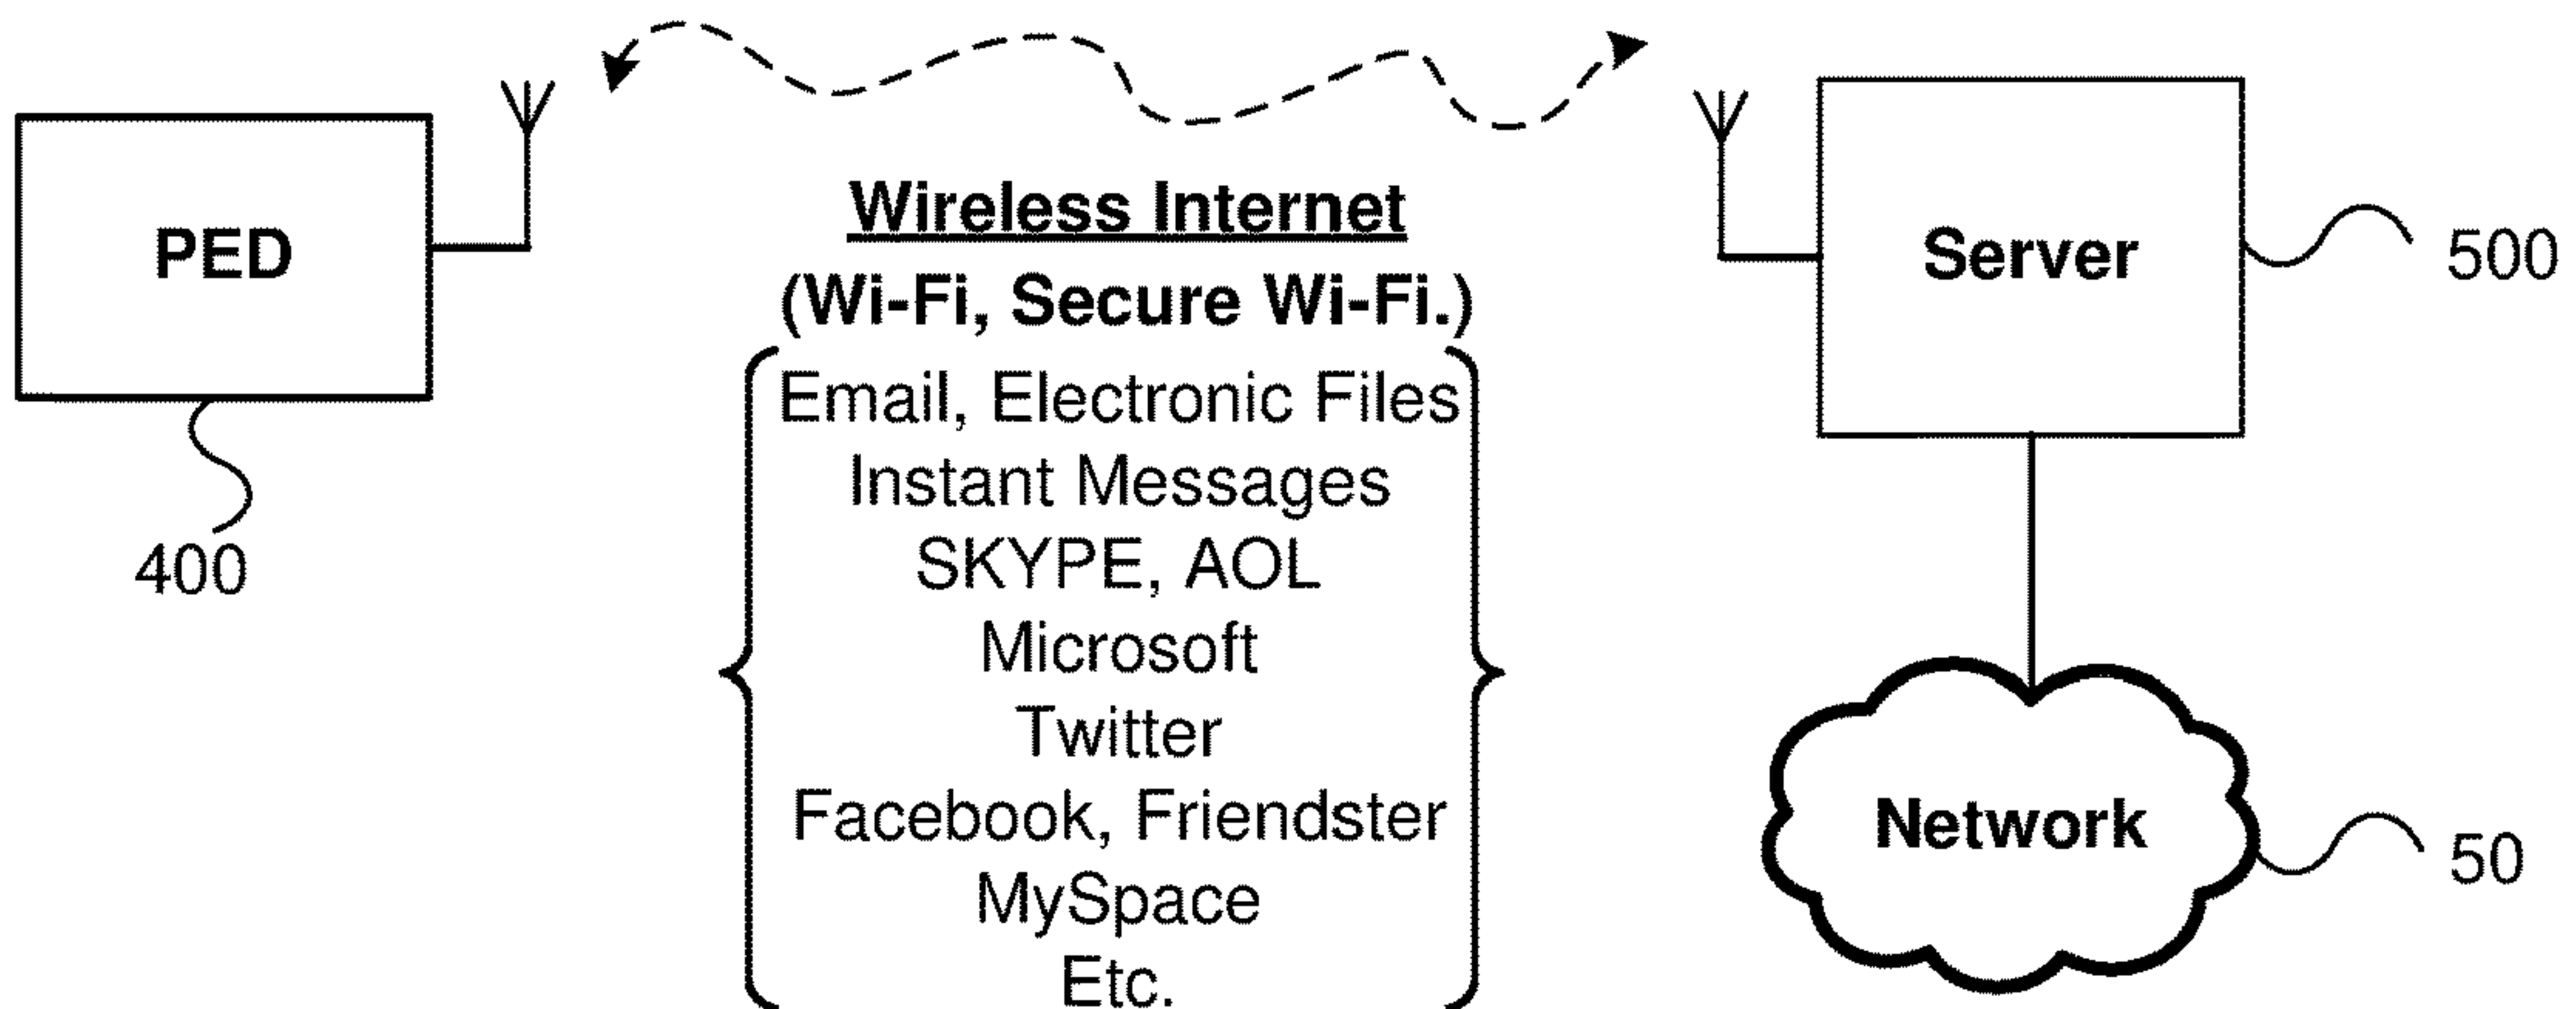 PED
400
Wireless Internet
(Wi-Fi, Secure Wi-Fi.)
Email, Electronic Files
Instant Messages
SKYPE, AOL
Microsoft
Twitter
Facebook, Friendster
MySpace
Etc.
Server
500
Network
50